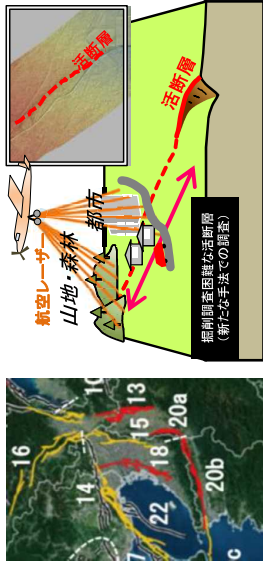 活断層
航空レーザー
山地・森林
都市
活断層
掘削調査困難な活断層
（新たな手法での調査）
16
10
13
14
15
18
20a
22
7
20b
c